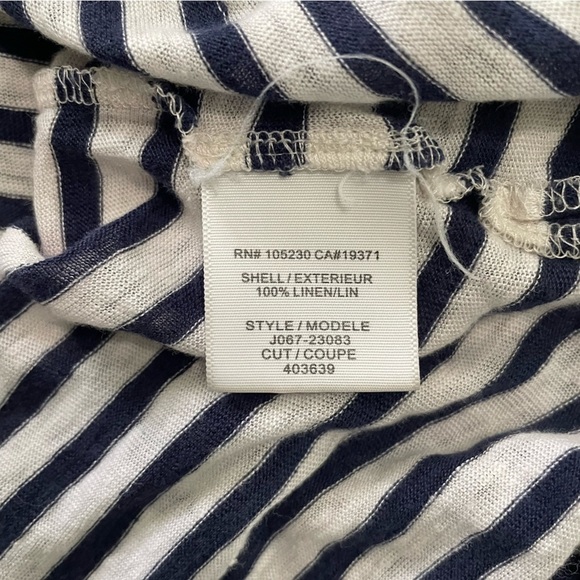 RN# 105230 CA#19371
SHELL/EXTERIEUR
100% LINEN/LIN
STYLE/MODELE
J067-23083
CUT/COUPE
403639